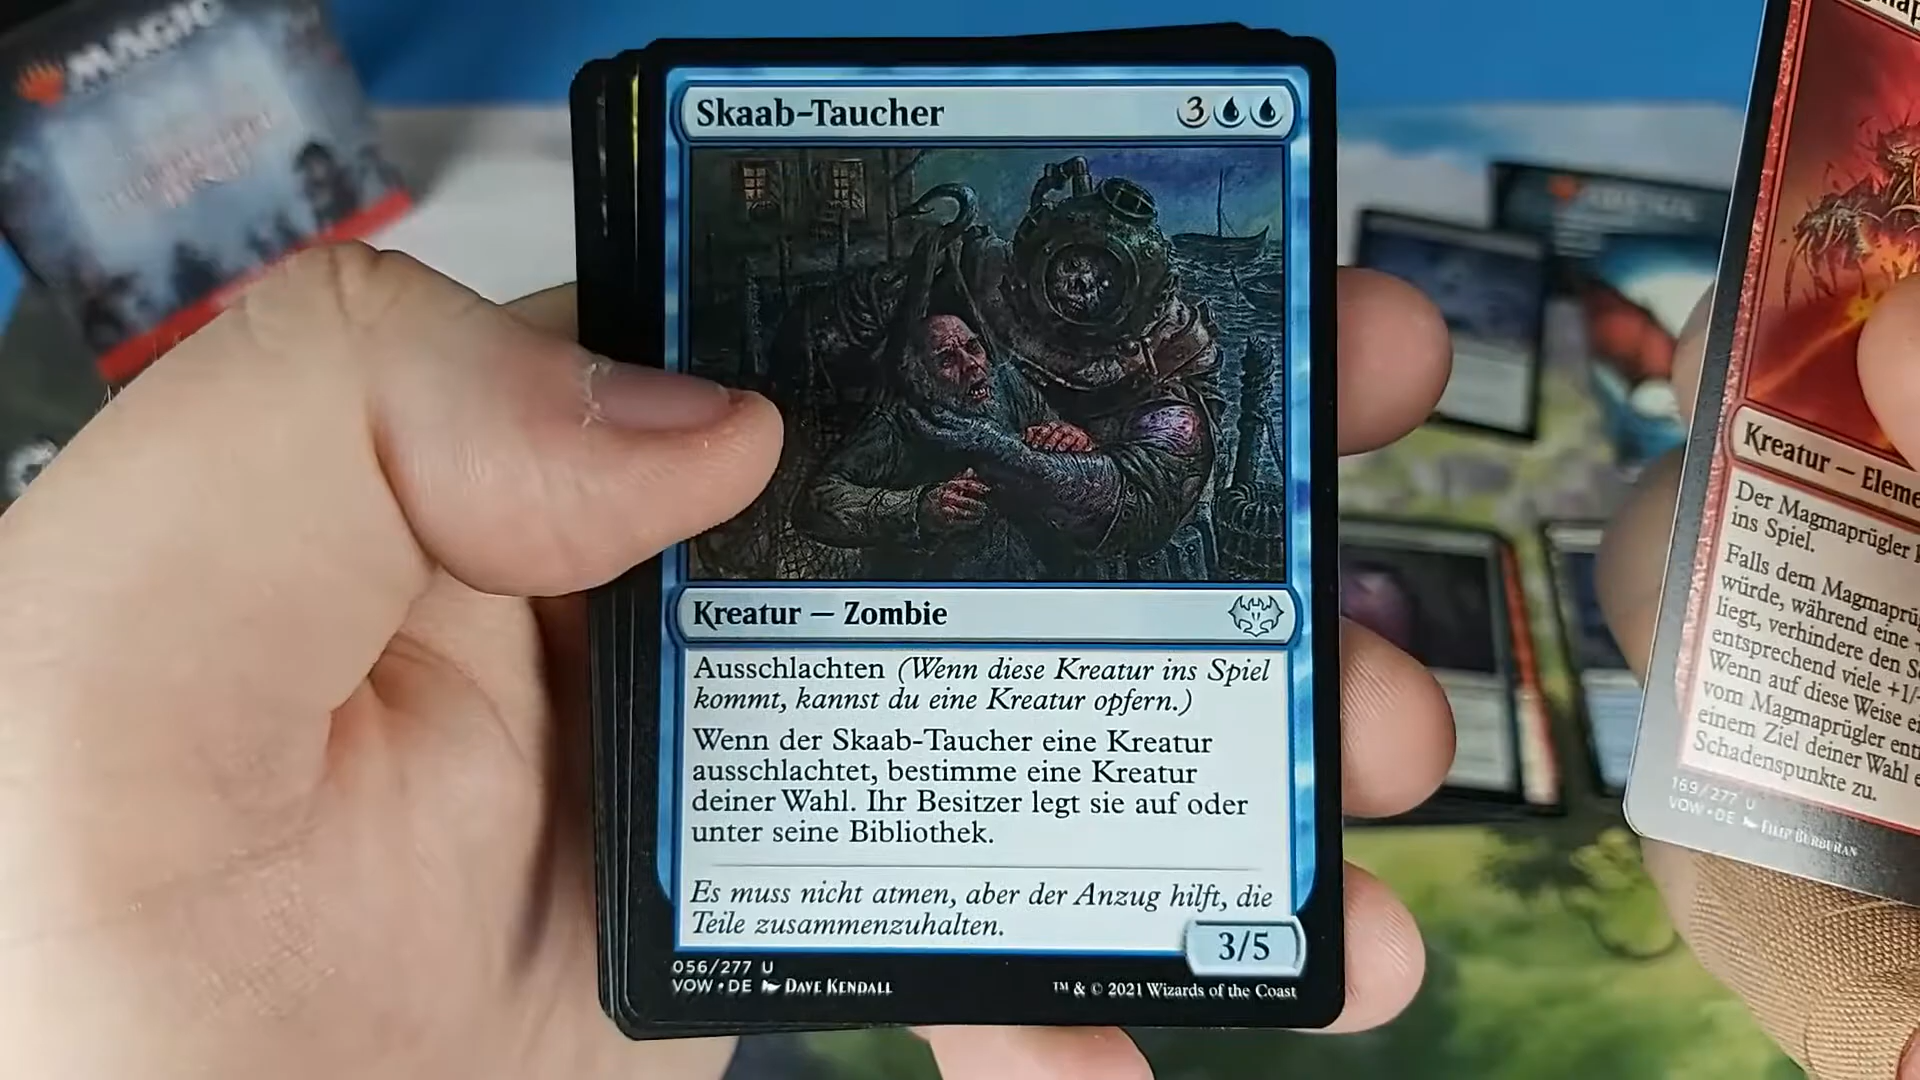 MAGIC
Skaab-Taucher 3
Kreatur — Zombie
Ausschlachten (Wenn diese Kreatur ins Spiel
kommt, kannst du eine Kreatur opfern.)
Wenn der Skaab-Taucher eine Kreatur
ausschlachtet, bestimme eine Kreatur
deiner Wahl. Ihr Besitzer legt sie auf oder
unter seine Bibliothek.
Es muss nicht atmen, aber der Anzug hilft, die
Teile zusammenzuhalten.
3/5
056/277 U
VOW • DE DAVE KENDALL
™ & © 2021 Wizards of the Coast
Kreatur — Eleme
Der Magmaprügler
ins Spiel.
Falls dem Magmaprü
würde, während eine
liegt, verhindere den S
entsprechend viele +1/
Wenn auf diese Weise
vom Magmaprügler ent
einem Ziel deiner Wahl
Schadenspunkte zu.
169/277 U
VOW • DE FILIP BURBURAN